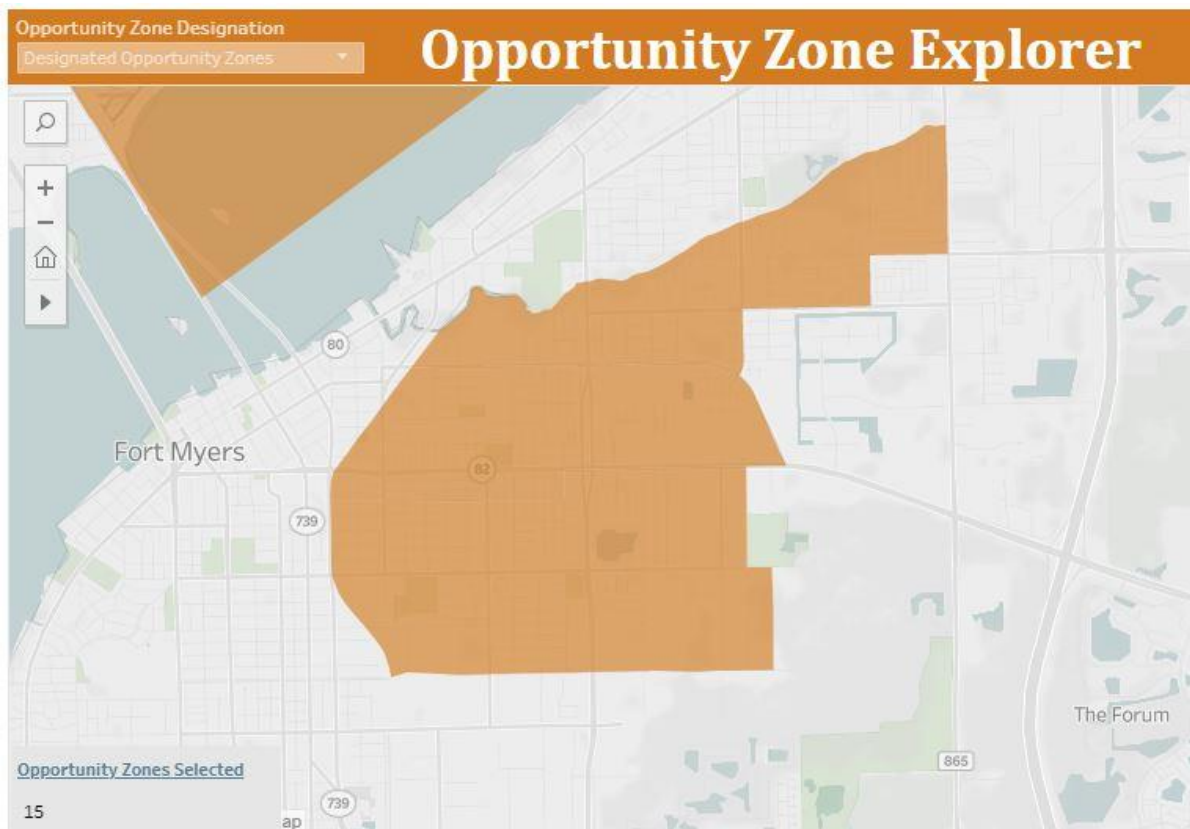 Opportunity Zone Designation
Designated Opportunity Zones
Opportunity Zone Explorer
80
Fort Myers
82
739
The Forum
865
Opportunity Zones Selected
15
739
ap